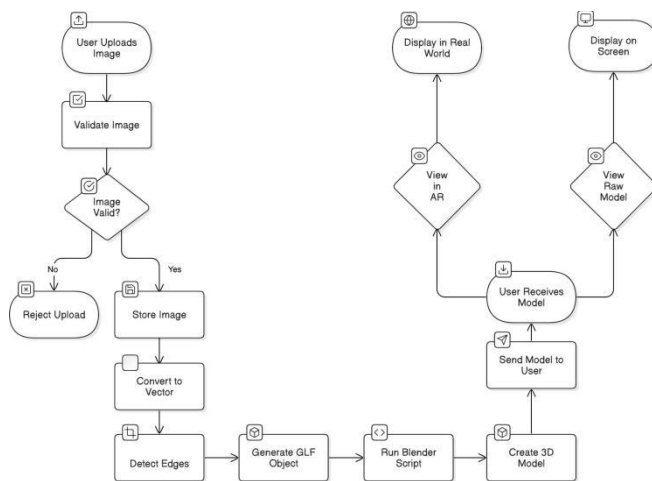 User Uploads
Image
Validate Image
Image
Valid?
No
Yes
Reject Upload
Store Image
Convert to
Vector
Detect Edges
Generate GLF
Object
Run Blender
Script
Create 3D
Model
Send Model to
User
User Receives
Model
View
in
AR
View
Raw
Model
Display in Real
World
Display on
Screen